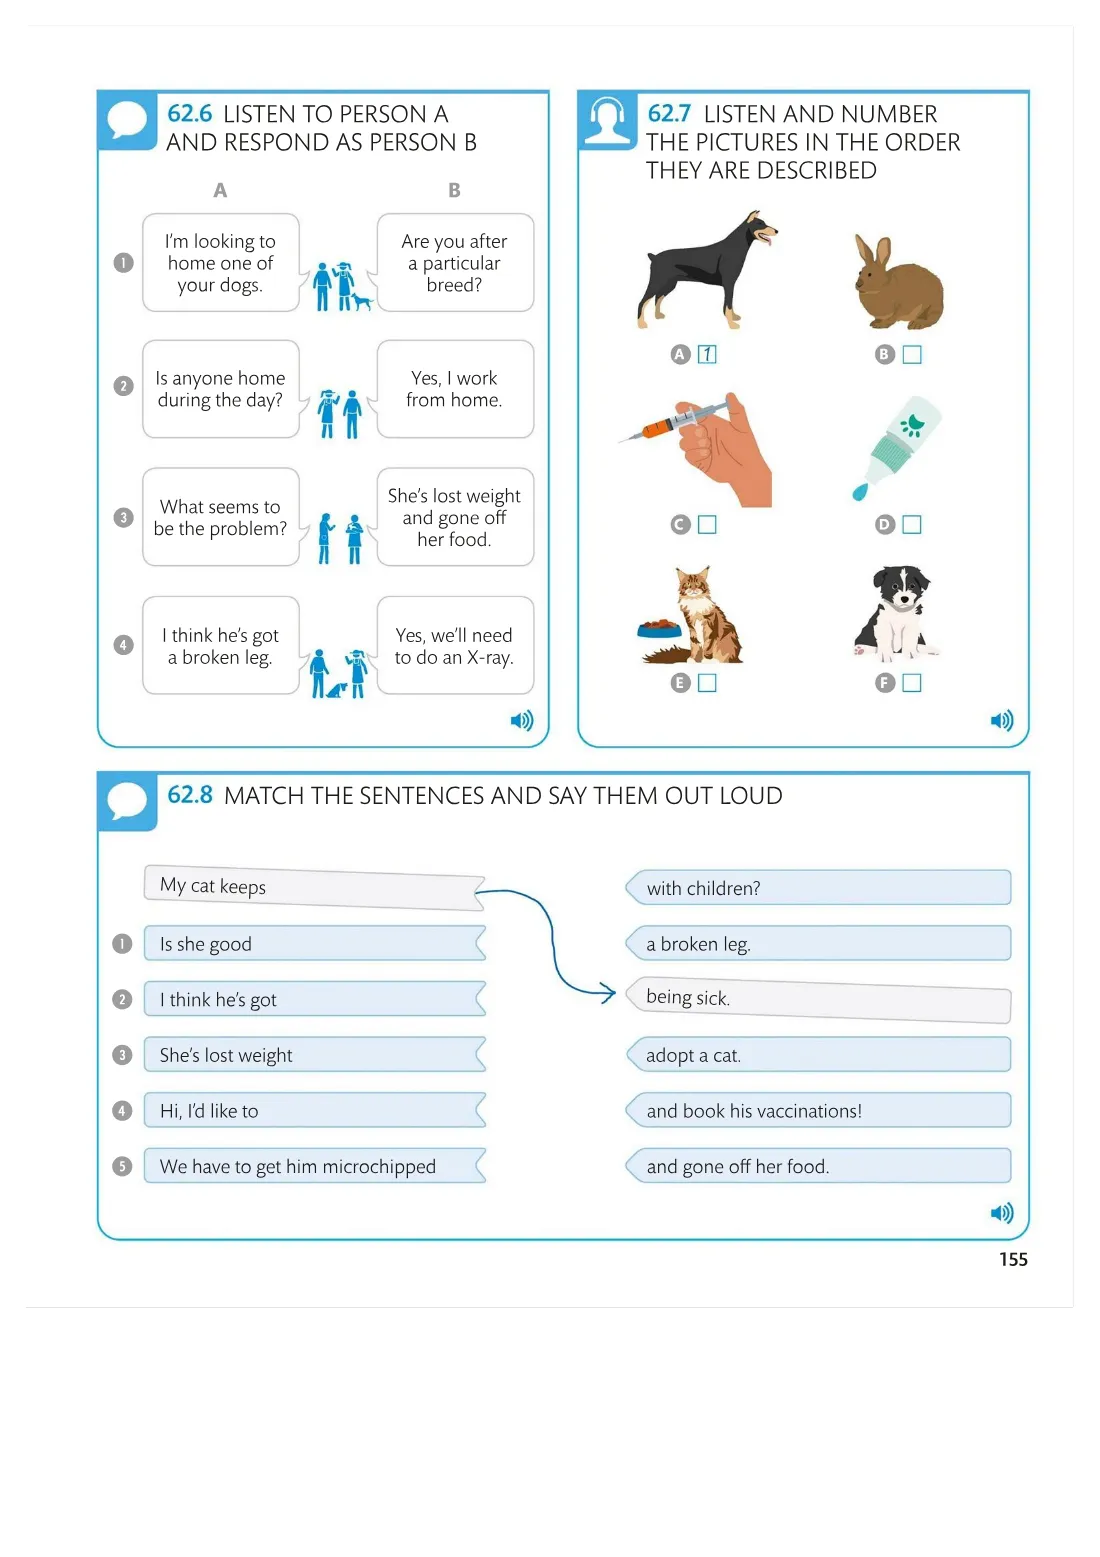 62.6 LISTEN TO PERSON A
AND RESPOND AS PERSON B
A
B
1
I'm looking to
home one of
your dogs.
Are you after
a particular
breed?
2
Is anyone home
during the day?
Yes, I work
from home.
3
What seems to
be the problem?
She's lost weight
and gone off
her food.
4
I think he's got
a broken leg.
Yes, we'll need
to do an X-ray.
62.7 LISTEN AND NUMBER
THE PICTURES IN THE ORDER
THEY ARE DESCRIBED
A 1
B
C
D
E
F
62.8 MATCH THE SENTENCES AND SAY THEM OUT LOUD
My cat keeps
with children?
1 Is she good
a broken leg.
2 I think he's got
being sick.
3 She's lost weight
adopt a cat.
4 Hi, I'd like to
and book his vaccinations!
5 We have to get him microchipped
and gone off her food.
155